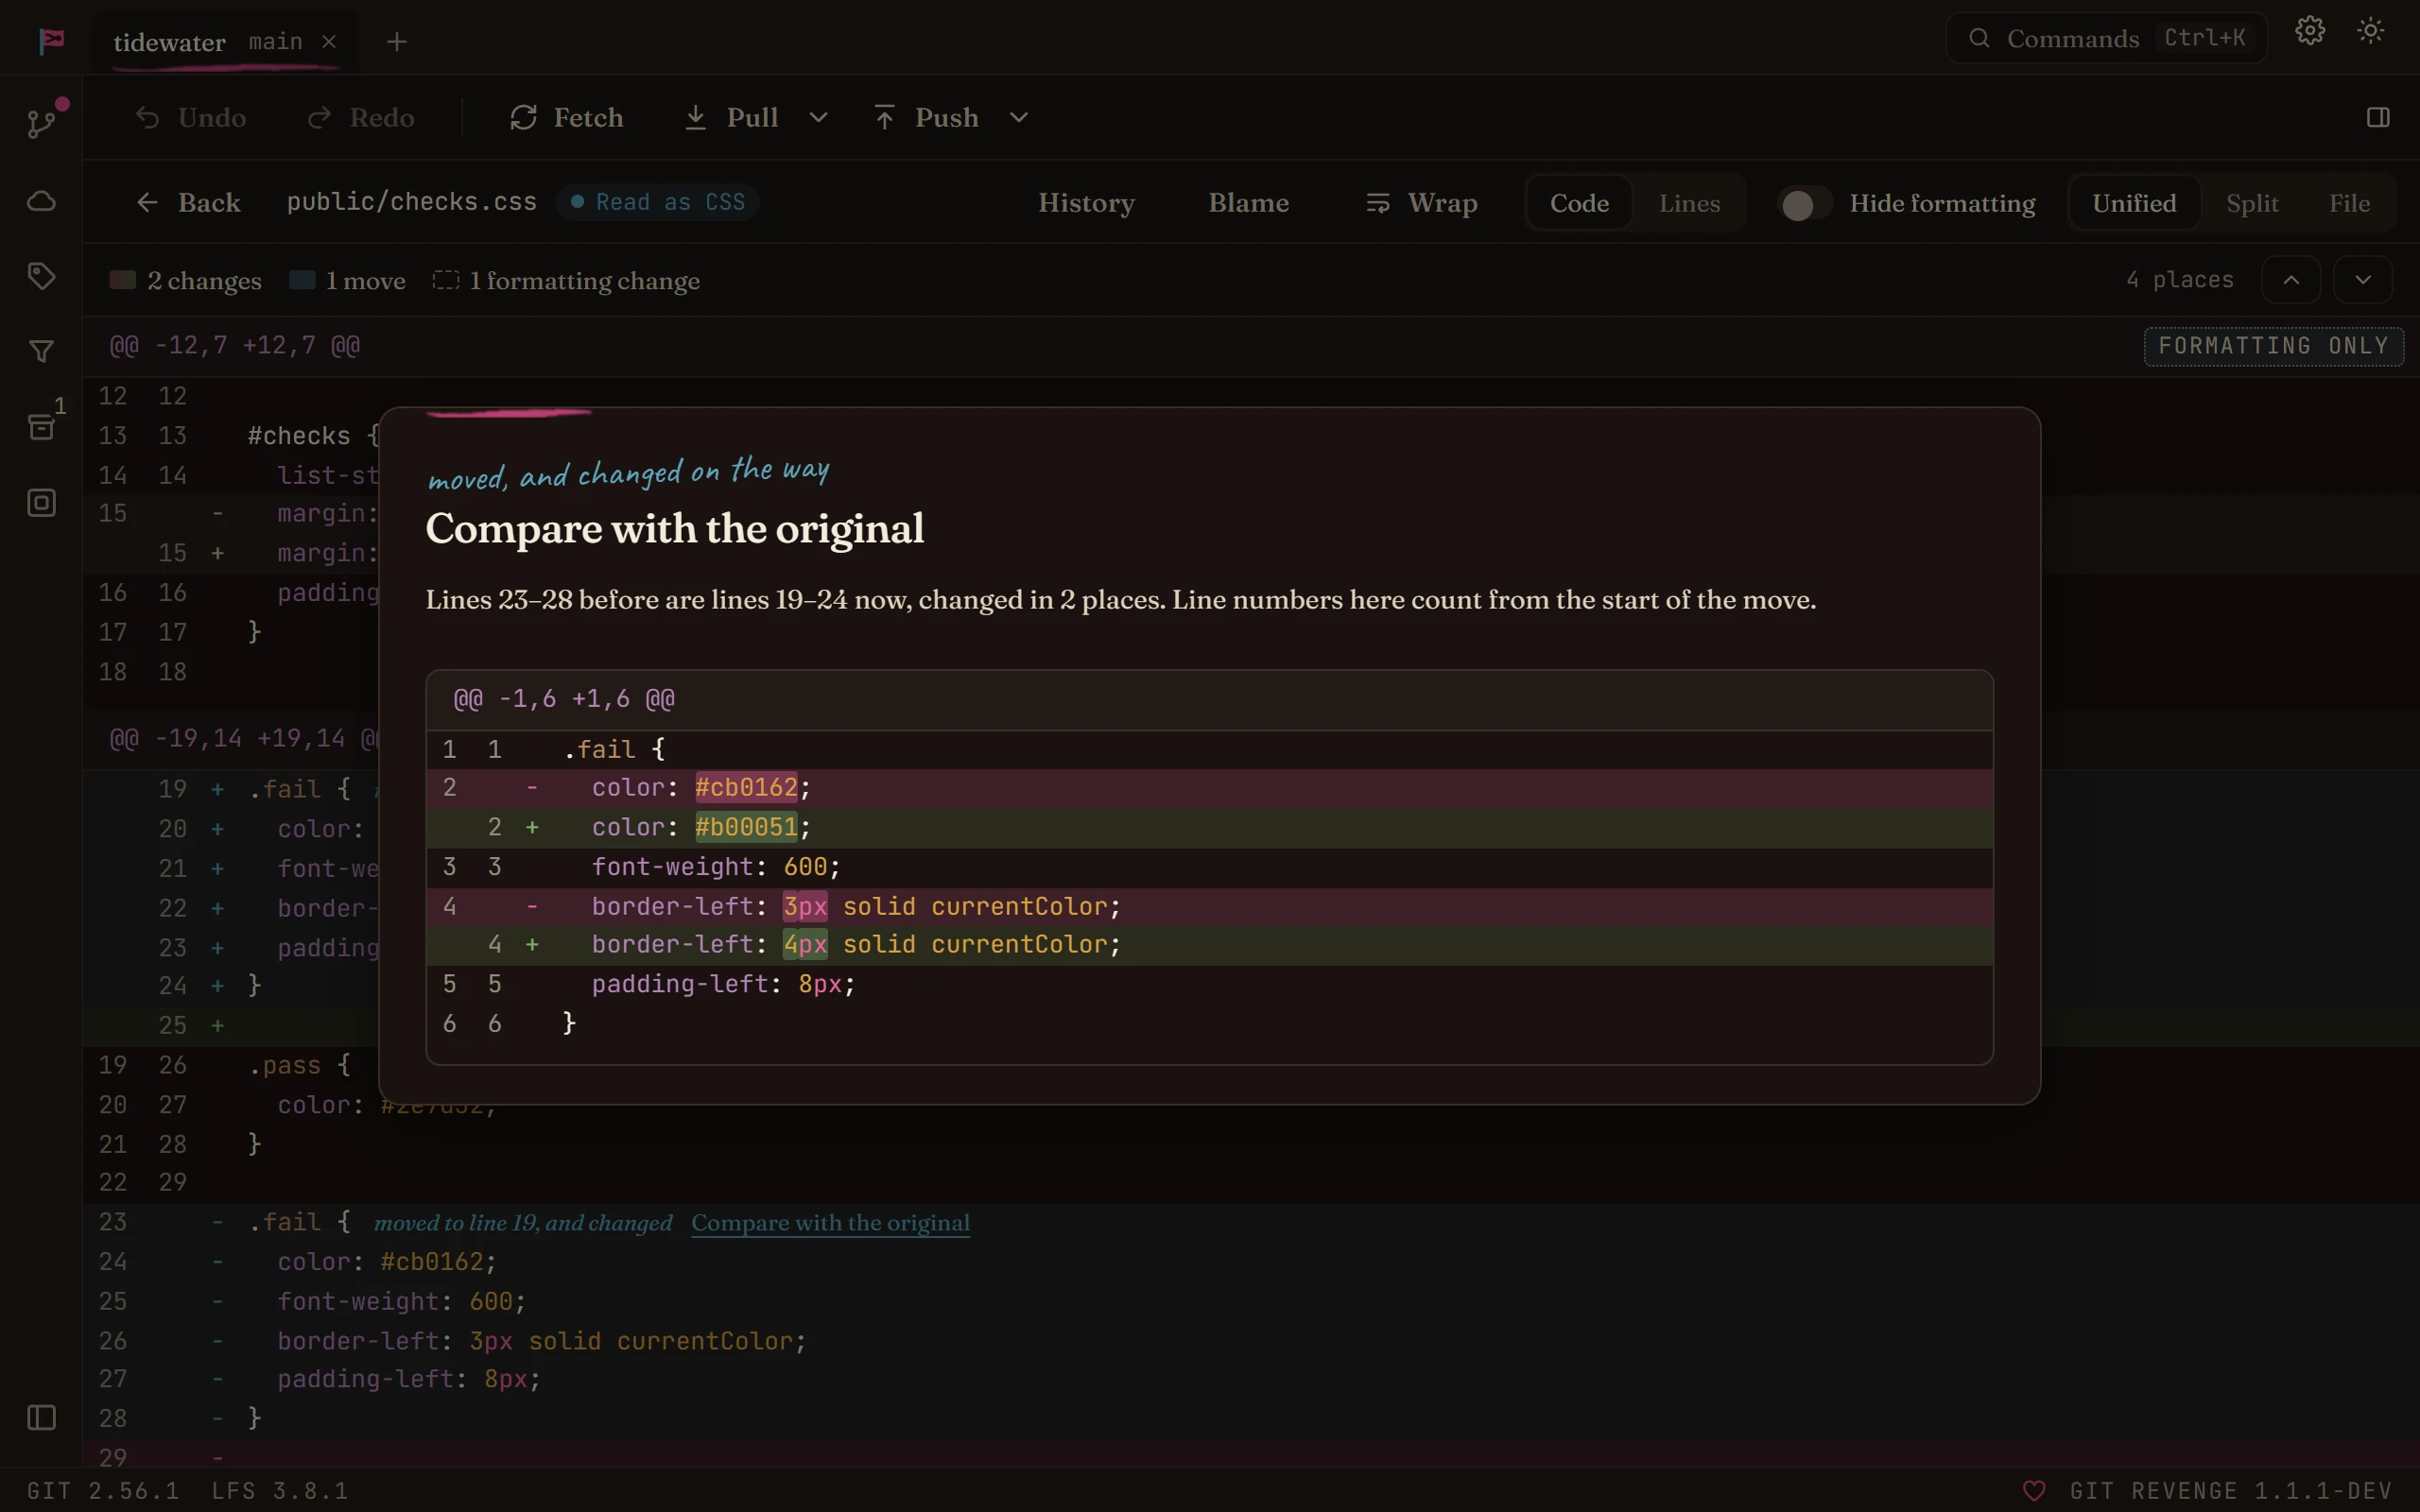 tidewater main
Commands Ctrl+K
Undo Redo Fetch Pull Push
Back public/checks.css Read as CSS History Blame Wrap Code Lines Hide formatting Unified Split File
2 changes 1 move 1 formatting change 4 places
@@ -12,7 +12,7 @@ FORMATTING ONLY
1
12 12
13 13 #checks {
14 14 list-st
15 - margin:
15 + margin:
16 16 padding
17 17 }
18 18
@@ -19,14 +19,14 @
19 + .fail {
20 + color:
21 + font-we
22 + border-
23 + padding
24 + }
25 +
19 26 .pass {
20 27 color: #2e7d32;
21 28 }
22 29
23 - .fail { moved to line 19, and changed Compare with the original
24 - color: #cb0162;
25 - font-weight: 600;
26 - border-left: 3px solid currentColor;
27 - padding-left: 8px;
28 - }
29 -
moved, and changed on the way
Compare with the original
Lines 23–28 before are lines 19–24 now, changed in 2 places. Line numbers here count from the start of the move.
@@ -1,6 +1,6 @@
1 1 .fail {
2 - color: #cb0162;
2 + color: #b00051;
3 3 font-weight: 600;
4 - border-left: 3px solid currentColor;
4 + border-left: 4px solid currentColor;
5 5 padding-left: 8px;
6 6 }
GIT 2.56.1 LFS 3.8.1
GIT REVENGE 1.1.1-DEV